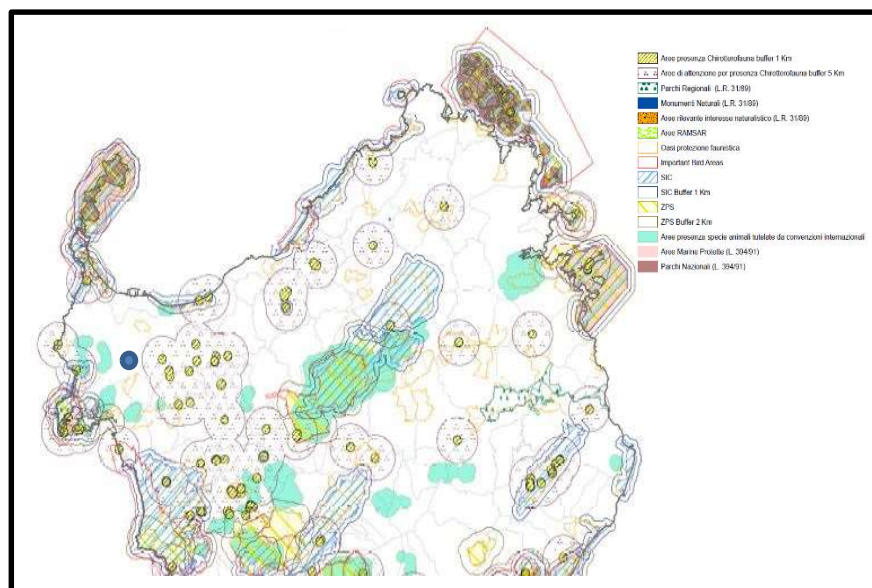 Aree presenza Chirotterofauna buffer 1 Km
Aree di attenzione per presenza Chirotterofauna buffer 5 Km
Parchi Regionali (L.R. 31/89)
Monumenti Naturali (L.R. 31/89)
Aree rilevante interesse naturalistico (L.R. 31/89)
Aree RAMSAR
Oasi protezione faunistica
Important Bird Areas
SIC
SIC Buffer 1 Km
ZPS
ZPS Buffer 2 Km
Aree presenza specie animali tutelate da convenzioni internazionali
Aree Marine Protette (L. 394/91)
Parchi Nazionali (L. 394/91)